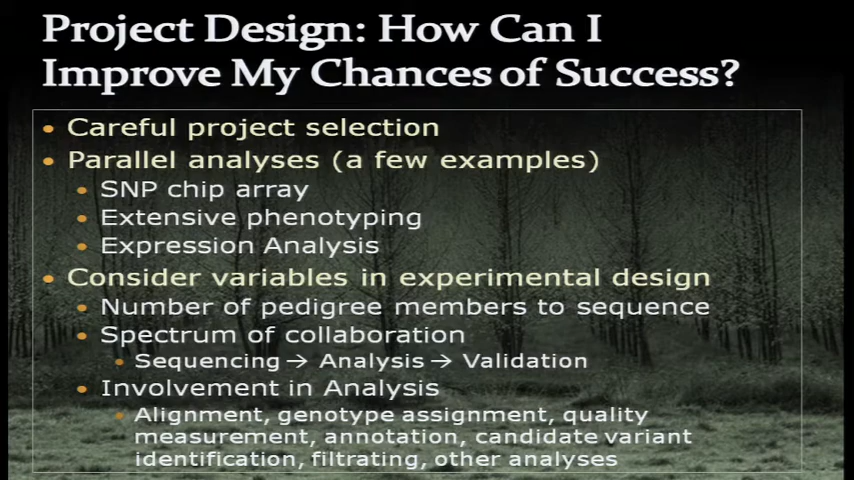 Project Design: How Can I
Improve My Chances of Success?
• Careful project selection
• Parallel analyses (a few examples)
• SNP chip array
• Extensive phenotyping
• Expression Analysis
• Consider variables in experimental design
• Number of pedigree members to sequence
• Spectrum of collaboration
• Sequencing → Analysis → Validation
• Involvement in Analysis
• Alignment, genotype assignment, quality
measurement, annotation, candidate variant
identification, filtrating, other analyses